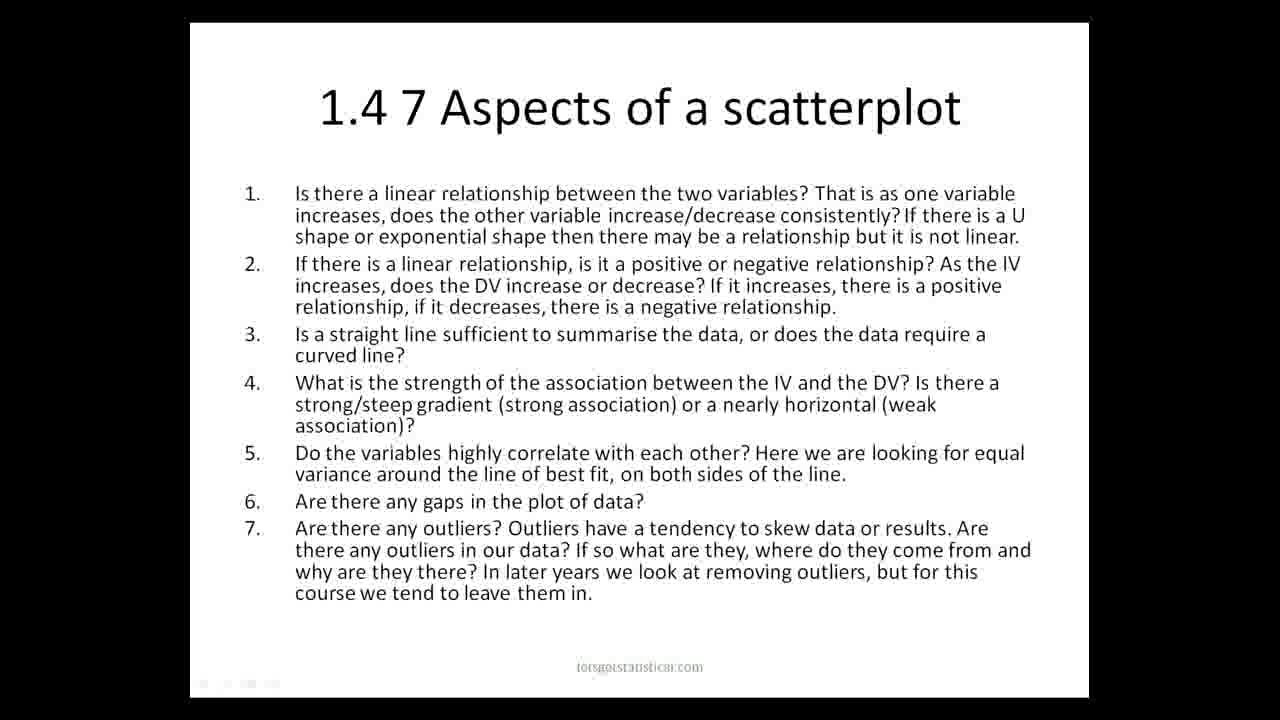 1.4 7 Aspects of a scatterplot
1. Is there a linear relationship between the two variables? That is as one variable
increases, does the other variable increase/decrease consistently? If there is a U
shape or exponential shape then there may be a relationship but it is not linear.
2. If there is a linear relationship, is it a positive or negative relationship? As the IV
increases, does the DV increase or decrease? If it increases, there is a positive
relationship, if it decreases, there is a negative relationship.
3. Is a straight line sufficient to summarise the data, or does the data require a
curved line?
4. What is the strength of the association between the IV and the DV? Is there a
strong/steep gradient (strong association) or a nearly horizontal (weak
association)?
5. Do the variables highly correlate with each other? Here we are looking for equal
variance around the line of best fit, on both sides of the line.
6. Are there any gaps in the plot of data?
7. Are there any outliers? Outliers have a tendency to skew data or results. Are
there any outliers in our data? If so what are they, where do they come from and
why are they there? In later years we look at removing outliers, but for this
course we tend to leave them in.